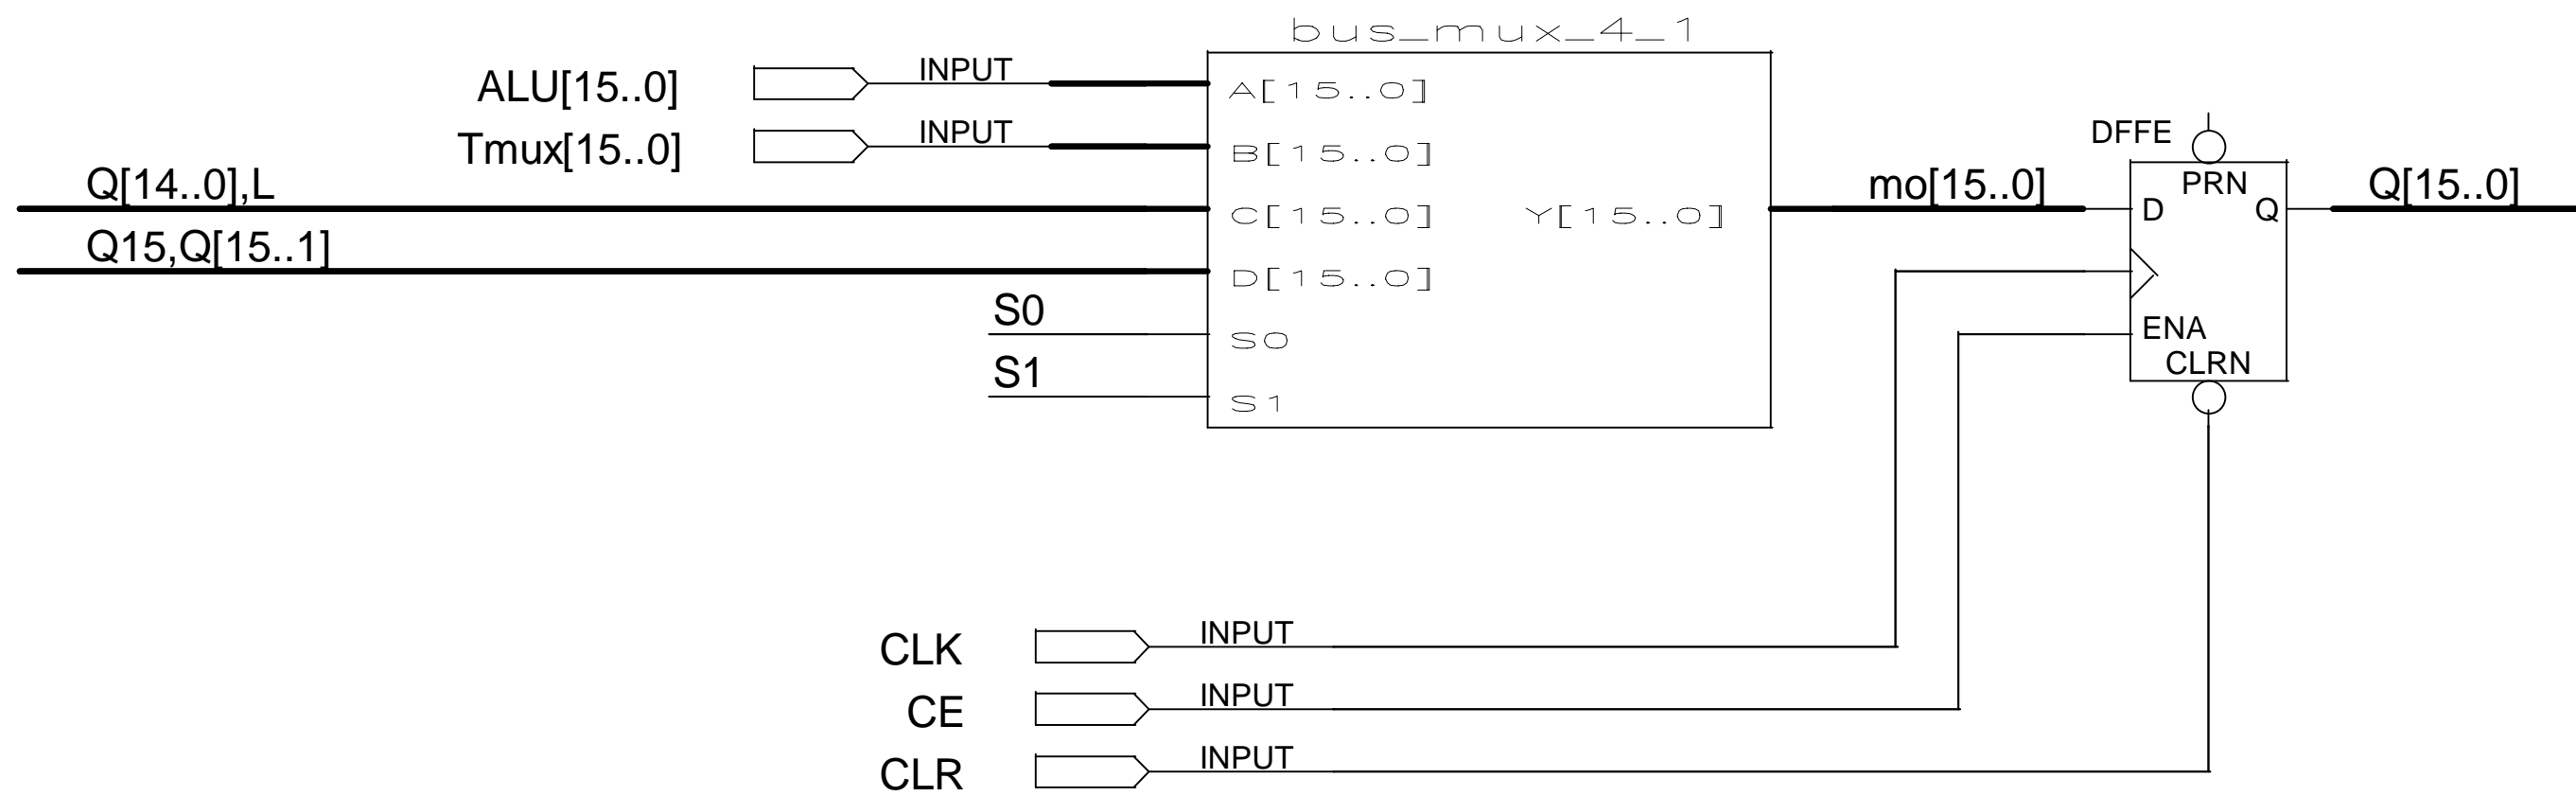 bus_mux_4_1
ALU[15..0] INPUT A[15..0]
Tmux[15..0] INPUT B[15..0]
DFFE
Q[14..0],L C[15..0] Y[15..0] mo[15..0] D PRN Q Q[15..0]
Q15,Q[15..1] D[15..0]
S0 S0 ENA
S1 S1 CLRN
CLK INPUT
CE INPUT
CLR INPUT